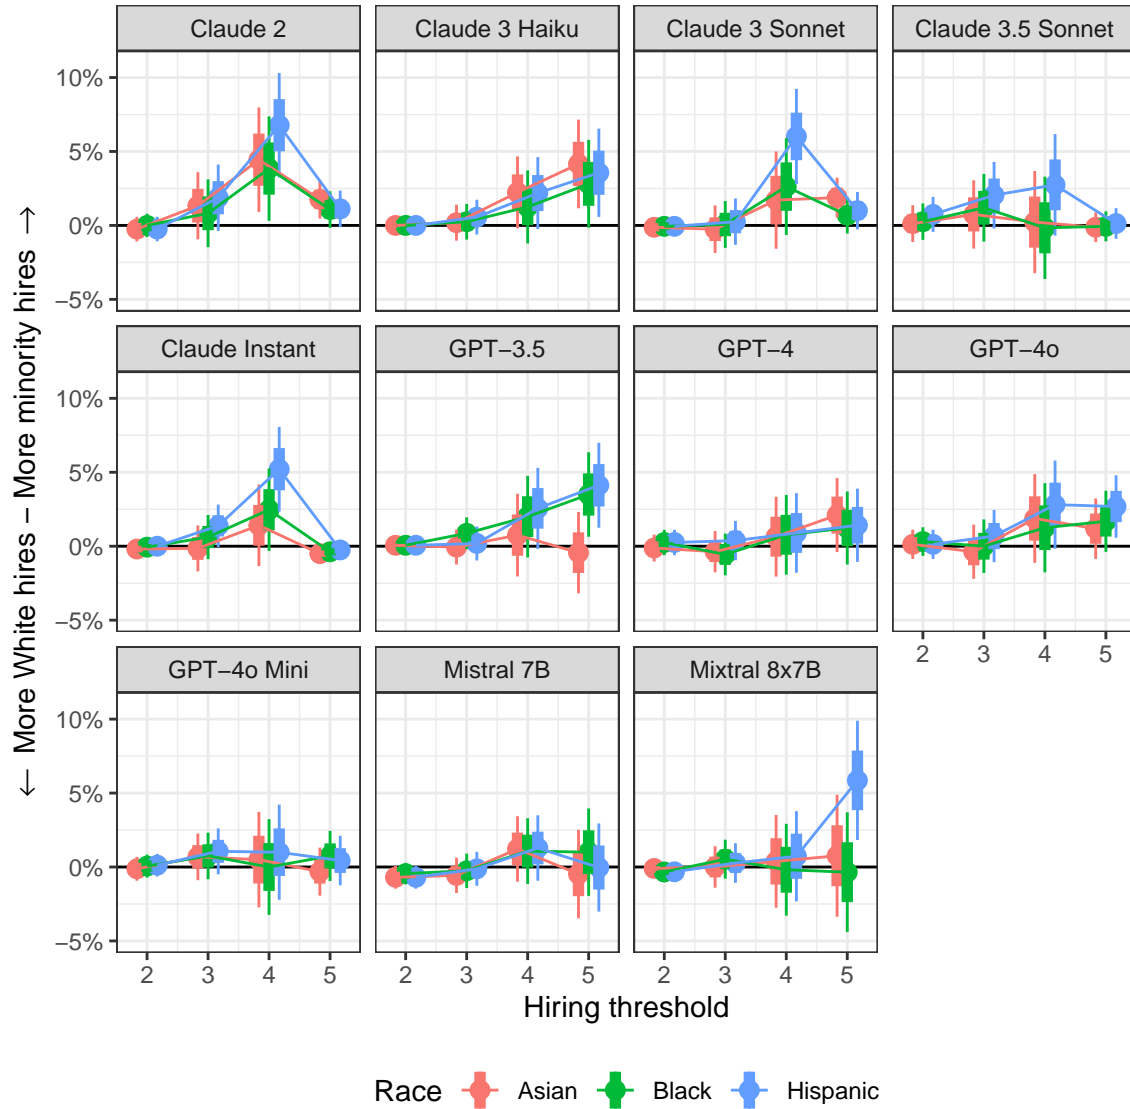 Claude 2 Claude 3 Haiku Claude 3 Sonnet Claude 3.5 Sonnet
10%
5%
0%
−5%
Claude Instant GPT−3.5 GPT−4 GPT−4o
10%
5%
0%
−5%
2 3 4 5
GPT−4o Mini Mistral 7B Mixtral 8x7B
10%
5%
0%
−5%
2 3 4 5 2 3 4 5 2 3 4 5
← More White hires − More minority hires →
Hiring threshold
Race Asian Black Hispanic